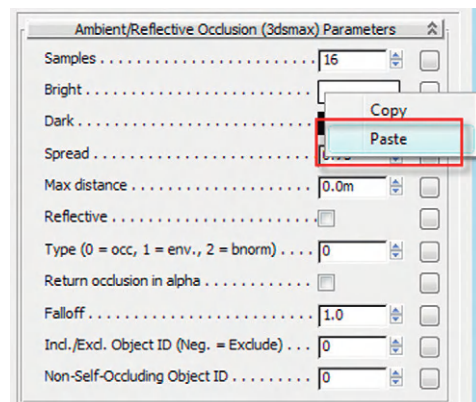 Ambient/Reflective Occlusion (3dsmax) Parameters
Samples . . . . . . . . . . . . . . . . . . . . . . . . 16
Bright . . . . . . . . . . . . . . . . . . . . . . . . . .
Copy
Dark . . . . . . . . . . . . . . . . . . . . . . . . . . .
Paste
Spread . . . . . . . . . . . . . . . . . . . . . . . . .
Max distance . . . . . . . . . . . . . . . . . . . . 0.0m
Reflective . . . . . . . . . . . . . . . . . . . . . . .
Type (0 = occ, 1 = env., 2 = bnorm) . . . . 0
Return occlusion in alpha . . . . . . . . . . . .
Falloff . . . . . . . . . . . . . . . . . . . . . . . . . . 1.0
Incl./Excl. Object ID (Neg. = Exclude) . . . 0
Non-Self-Occluding Object ID . . . . . . . . . 0